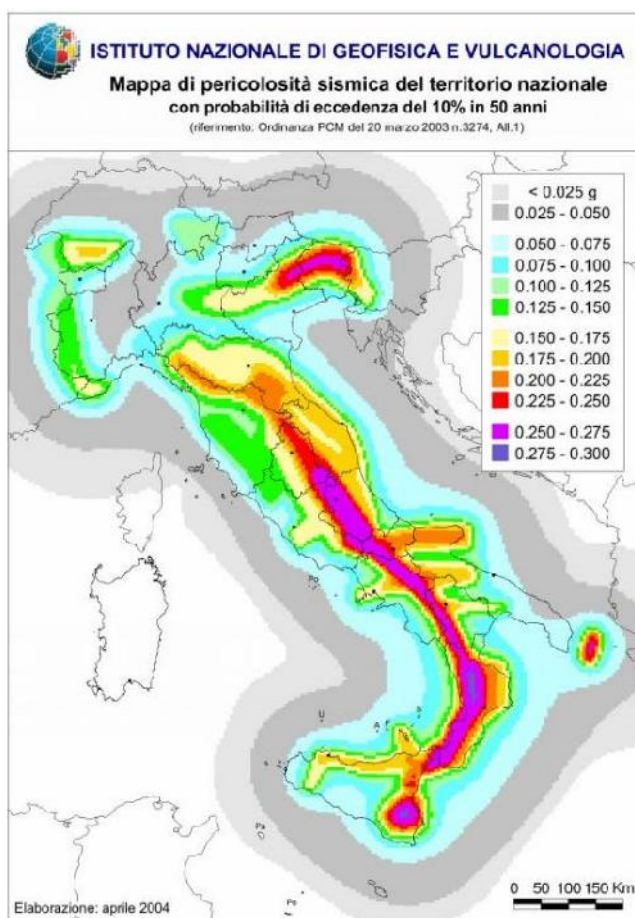 ISTITUTO NAZIONALE DI GEOFISICA E VULCANOLOGIA
Mappa di pericolosità sismica del territorio nazionale
con probabilità di eccedenza del 10% in 50 anni
(riferimento: Ordinanza PCM del 20 marzo 2003 n.3274, All.1)
< 0.025 g
0.025 - 0.050
0.050 - 0.075
0.075 - 0.100
0.100 - 0.125
0.125 - 0.150
0.150 - 0.175
0.175 - 0.200
0.200 - 0.225
0.225 - 0.250
0.250 - 0.275
0.275 - 0.300
Po
U
A
Pa
Pe
Elaborazione: aprile 2004
0 50 100 150 Km